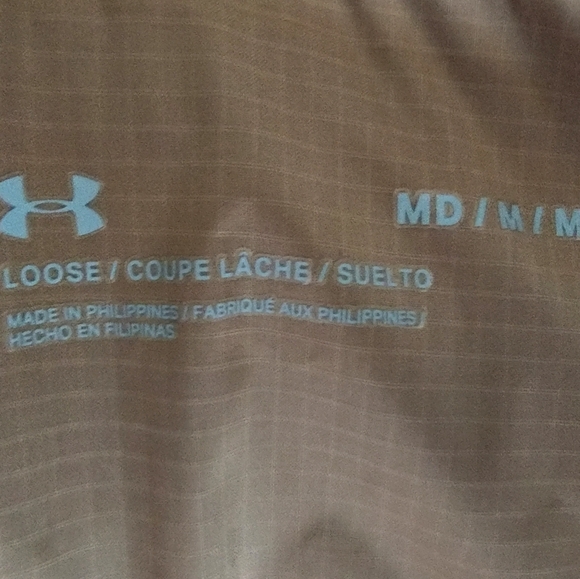 MD / M / M
LOOSE / COUPE LÂCHE / SUELTO
MADE IN PHILIPPINES / FABRIQUÉ AUX PHILIPPINES /
HECHO EN FILIPINAS